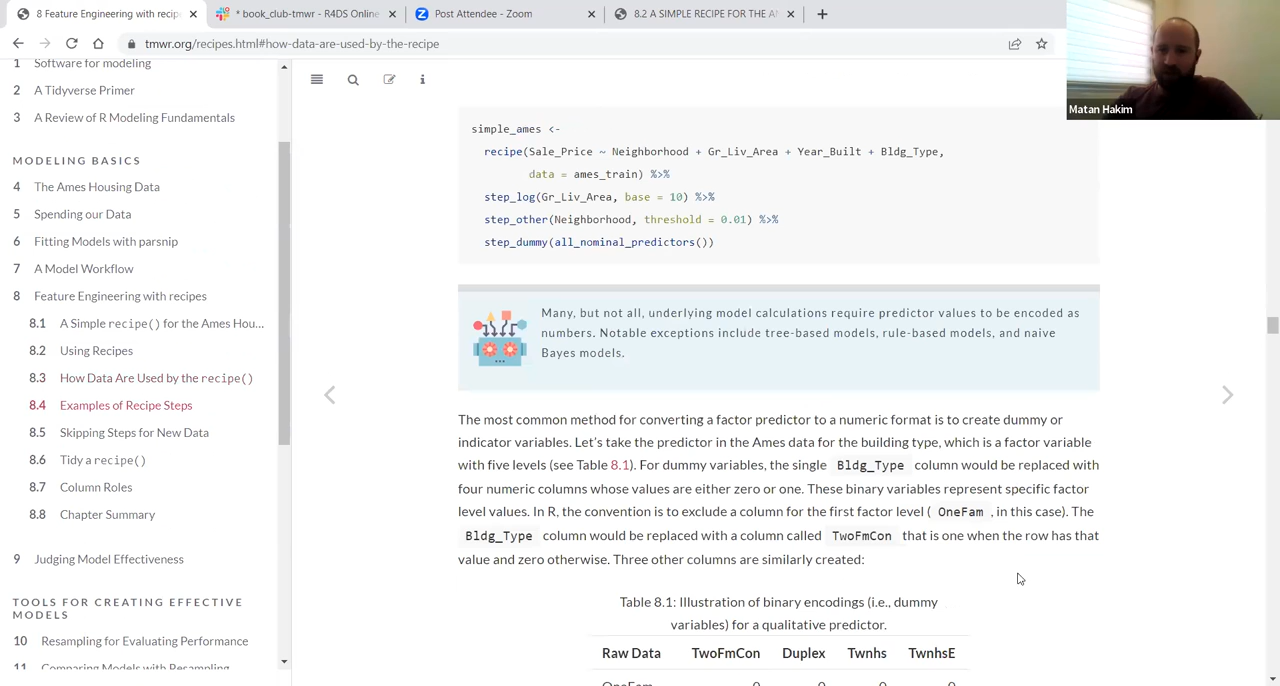 8 Feature Engineering with recip
* book_club-tmwr - R4DS Online
Post Attendee - Zoom
8.2 A SIMPLE RECIPE FOR THE AM
tmwr.org/recipes.html#how-data-are-used-by-the-recipe
Matan Hakim
1 Software for modeling
2 A Tidyverse Primer
3 A Review of R Modeling Fundamentals
MODELING BASICS
4 The Ames Housing Data
5 Spending our Data
6 Fitting Models with parsnip
7 A Model Workflow
8 Feature Engineering with recipes
8.1 A Simple recipe() for the Ames Hou...
8.2 Using Recipes
8.3 How Data Are Used by the recipe()
8.4 Examples of Recipe Steps
8.5 Skipping Steps for New Data
8.6 Tidy a recipe()
8.7 Column Roles
8.8 Chapter Summary
9 Judging Model Effectiveness
TOOLS FOR CREATING EFFECTIVE
MODELS
10 Resampling for Evaluating Performance
11 Comparing Models with Resampling
simple_ames <-
recipe(Sale_Price ~ Neighborhood + Gr_Liv_Area + Year_Built + Bldg_Type,
data = ames_train) %>%
step_log(Gr_Liv_Area, base = 10) %>%
step_other(Neighborhood, threshold = 0.01) %>%
step_dummy(all_nominal_predictors())
Many, but not all, underlying model calculations require predictor values to be encoded as
numbers. Notable exceptions include tree-based models, rule-based models, and naive
Bayes models.
The most common method for converting a factor predictor to a numeric format is to create dummy or
indicator variables. Let's take the predictor in the Ames data for the building type, which is a factor variable
with five levels (see Table 8.1). For dummy variables, the single Bldg_Type column would be replaced with
four numeric columns whose values are either zero or one. These binary variables represent specific factor
level values. In R, the convention is to exclude a column for the first factor level ( OneFam , in this case). The
Bldg_Type column would be replaced with a column called TwoFmCon that is one when the row has that
value and zero otherwise. Three other columns are similarly created:
Table 8.1: Illustration of binary encodings (i.e., dummy
variables) for a qualitative predictor.
Raw Data TwoFmCon Duplex Twnhs TwnhsE
OneFam 0 0 0 0